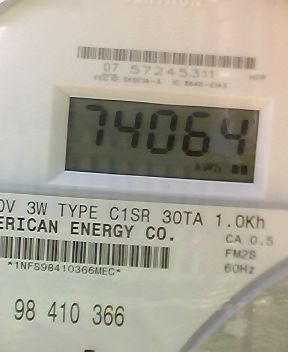 07 57245311
74064
kWh
0V 3W TYPE C1SR 30TA 1.0Kh
ERICAN ENERGY CO.
CA 0.5
FM2S
60Hz
*1NFS98410366MEC*
98 410 366